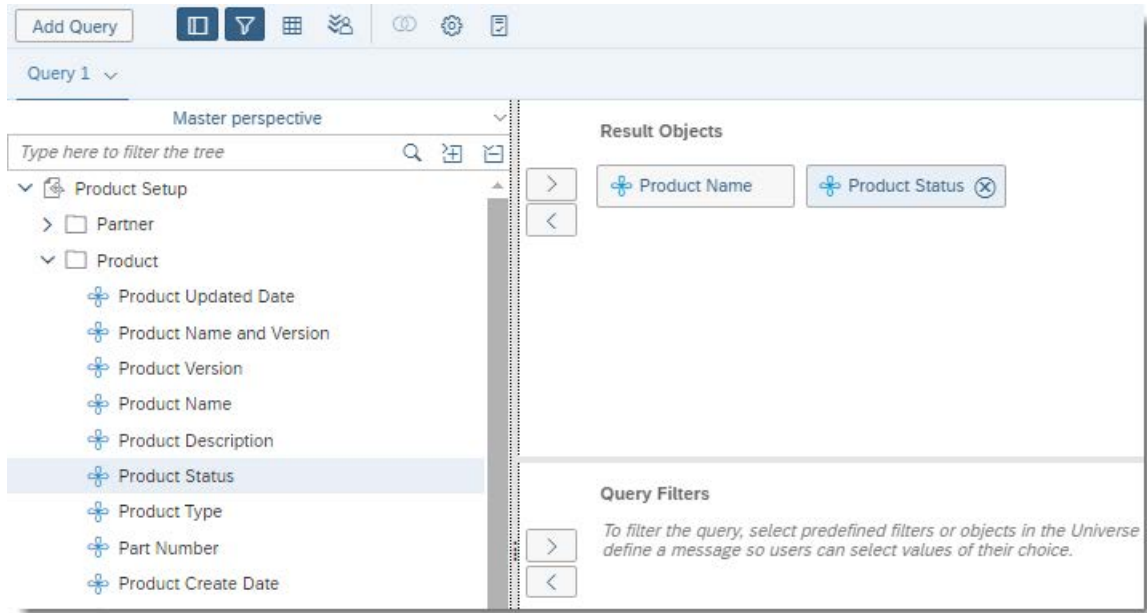 Add Query
Query 1
Master perspective
Type here to filter the tree
Product Setup
Partner
Product
Product Updated Date
Product Name and Version
Product Version
Product Name
Product Description
Product Status
Product Type
Part Number
Product Create Date
Result Objects
Product Name
Product Status
Query Filters
To filter the query, select predefined filters or objects in the Universe
define a message so users can select values of their choice.